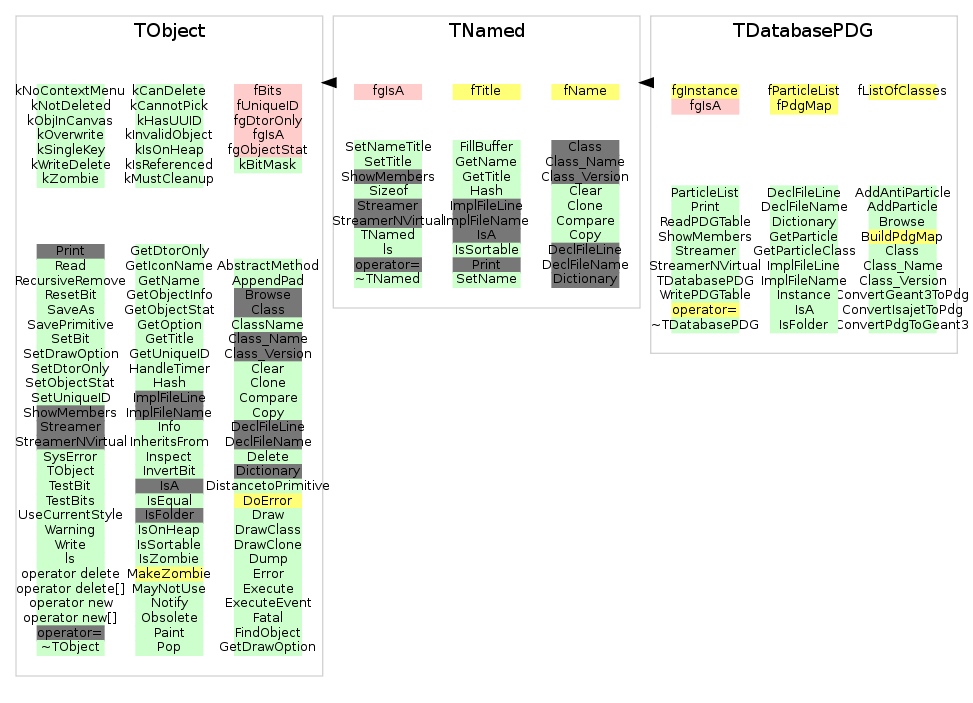 TObject
kNoContextMenu kCanDelete fBits
kNotDeleted kCannotPick fUniqueID
kObjInCanvas kHasUUID fgDtorOnly
kOverwrite kInvalidObject fgIsA
kSingleKey kIsOnHeap fgObjectStat
kWriteDelete kIsReferenced kBitMask
kZombie kMustCleanup
Print GetDtorOnly
Read GetIconName AbstractMethod
RecursiveRemove GetName AppendPad
ResetBit GetObjectInfo Browse
SaveAs GetObjectStat Class
SavePrimitive GetOption ClassName
SetBit GetTitle Class_Name
SetDrawOption GetUniqueID Class_Version
SetDtorOnly HandleTimer Clear
SetObjectStat Hash Clone
SetUniqueID ImplFileLine Compare
ShowMembers ImplFileName Copy
Streamer Info DeclFileLine
StreamerNVirtual InheritsFrom DeclFileName
SysError Inspect Delete
TObject InvertBit Dictionary
TestBit IsA DistancetoPrimitive
TestBits IsEqual DoError
UseCurrentStyle IsFolder Draw
Warning IsOnHeap DrawClass
Write IsSortable DrawClone
ls IsZombie Dump
operator delete MakeZombie Error
operator delete[] MayNotUse Execute
operator new Notify ExecuteEvent
operator new[] Obsolete Fatal
operator= Paint FindObject
~TObject Pop GetDrawOption
TNamed
fgIsA fTitle fName
SetNameTitle FillBuffer Class
SetTitle GetName Class_Name
ShowMembers GetTitle Class_Version
Sizeof Hash Clear
Streamer ImplFileLine Clone
StreamerNVirtual ImplFileName Compare
TNamed IsA Copy
ls IsSortable DeclFileLine
operator= Print DeclFileName
~TNamed SetName Dictionary
TDatabasePDG
fgInstance fParticleList fListOfClasses
fgIsA fPdgMap
ParticleList DeclFileLine AddAntiParticle
Print DeclFileName AddParticle
ReadPDGTable Dictionary Browse
ShowMembers GetParticle BuildPdgMap
Streamer GetParticleClass Class
StreamerNVirtual ImplFileLine Class_Name
TDatabasePDG ImplFileName Class_Version
WritePDGTable Instance ConvertGeant3ToPdg
operator= IsA ConvertIsajetToPdg
~TDatabasePDG IsFolder ConvertPdgToGeant3